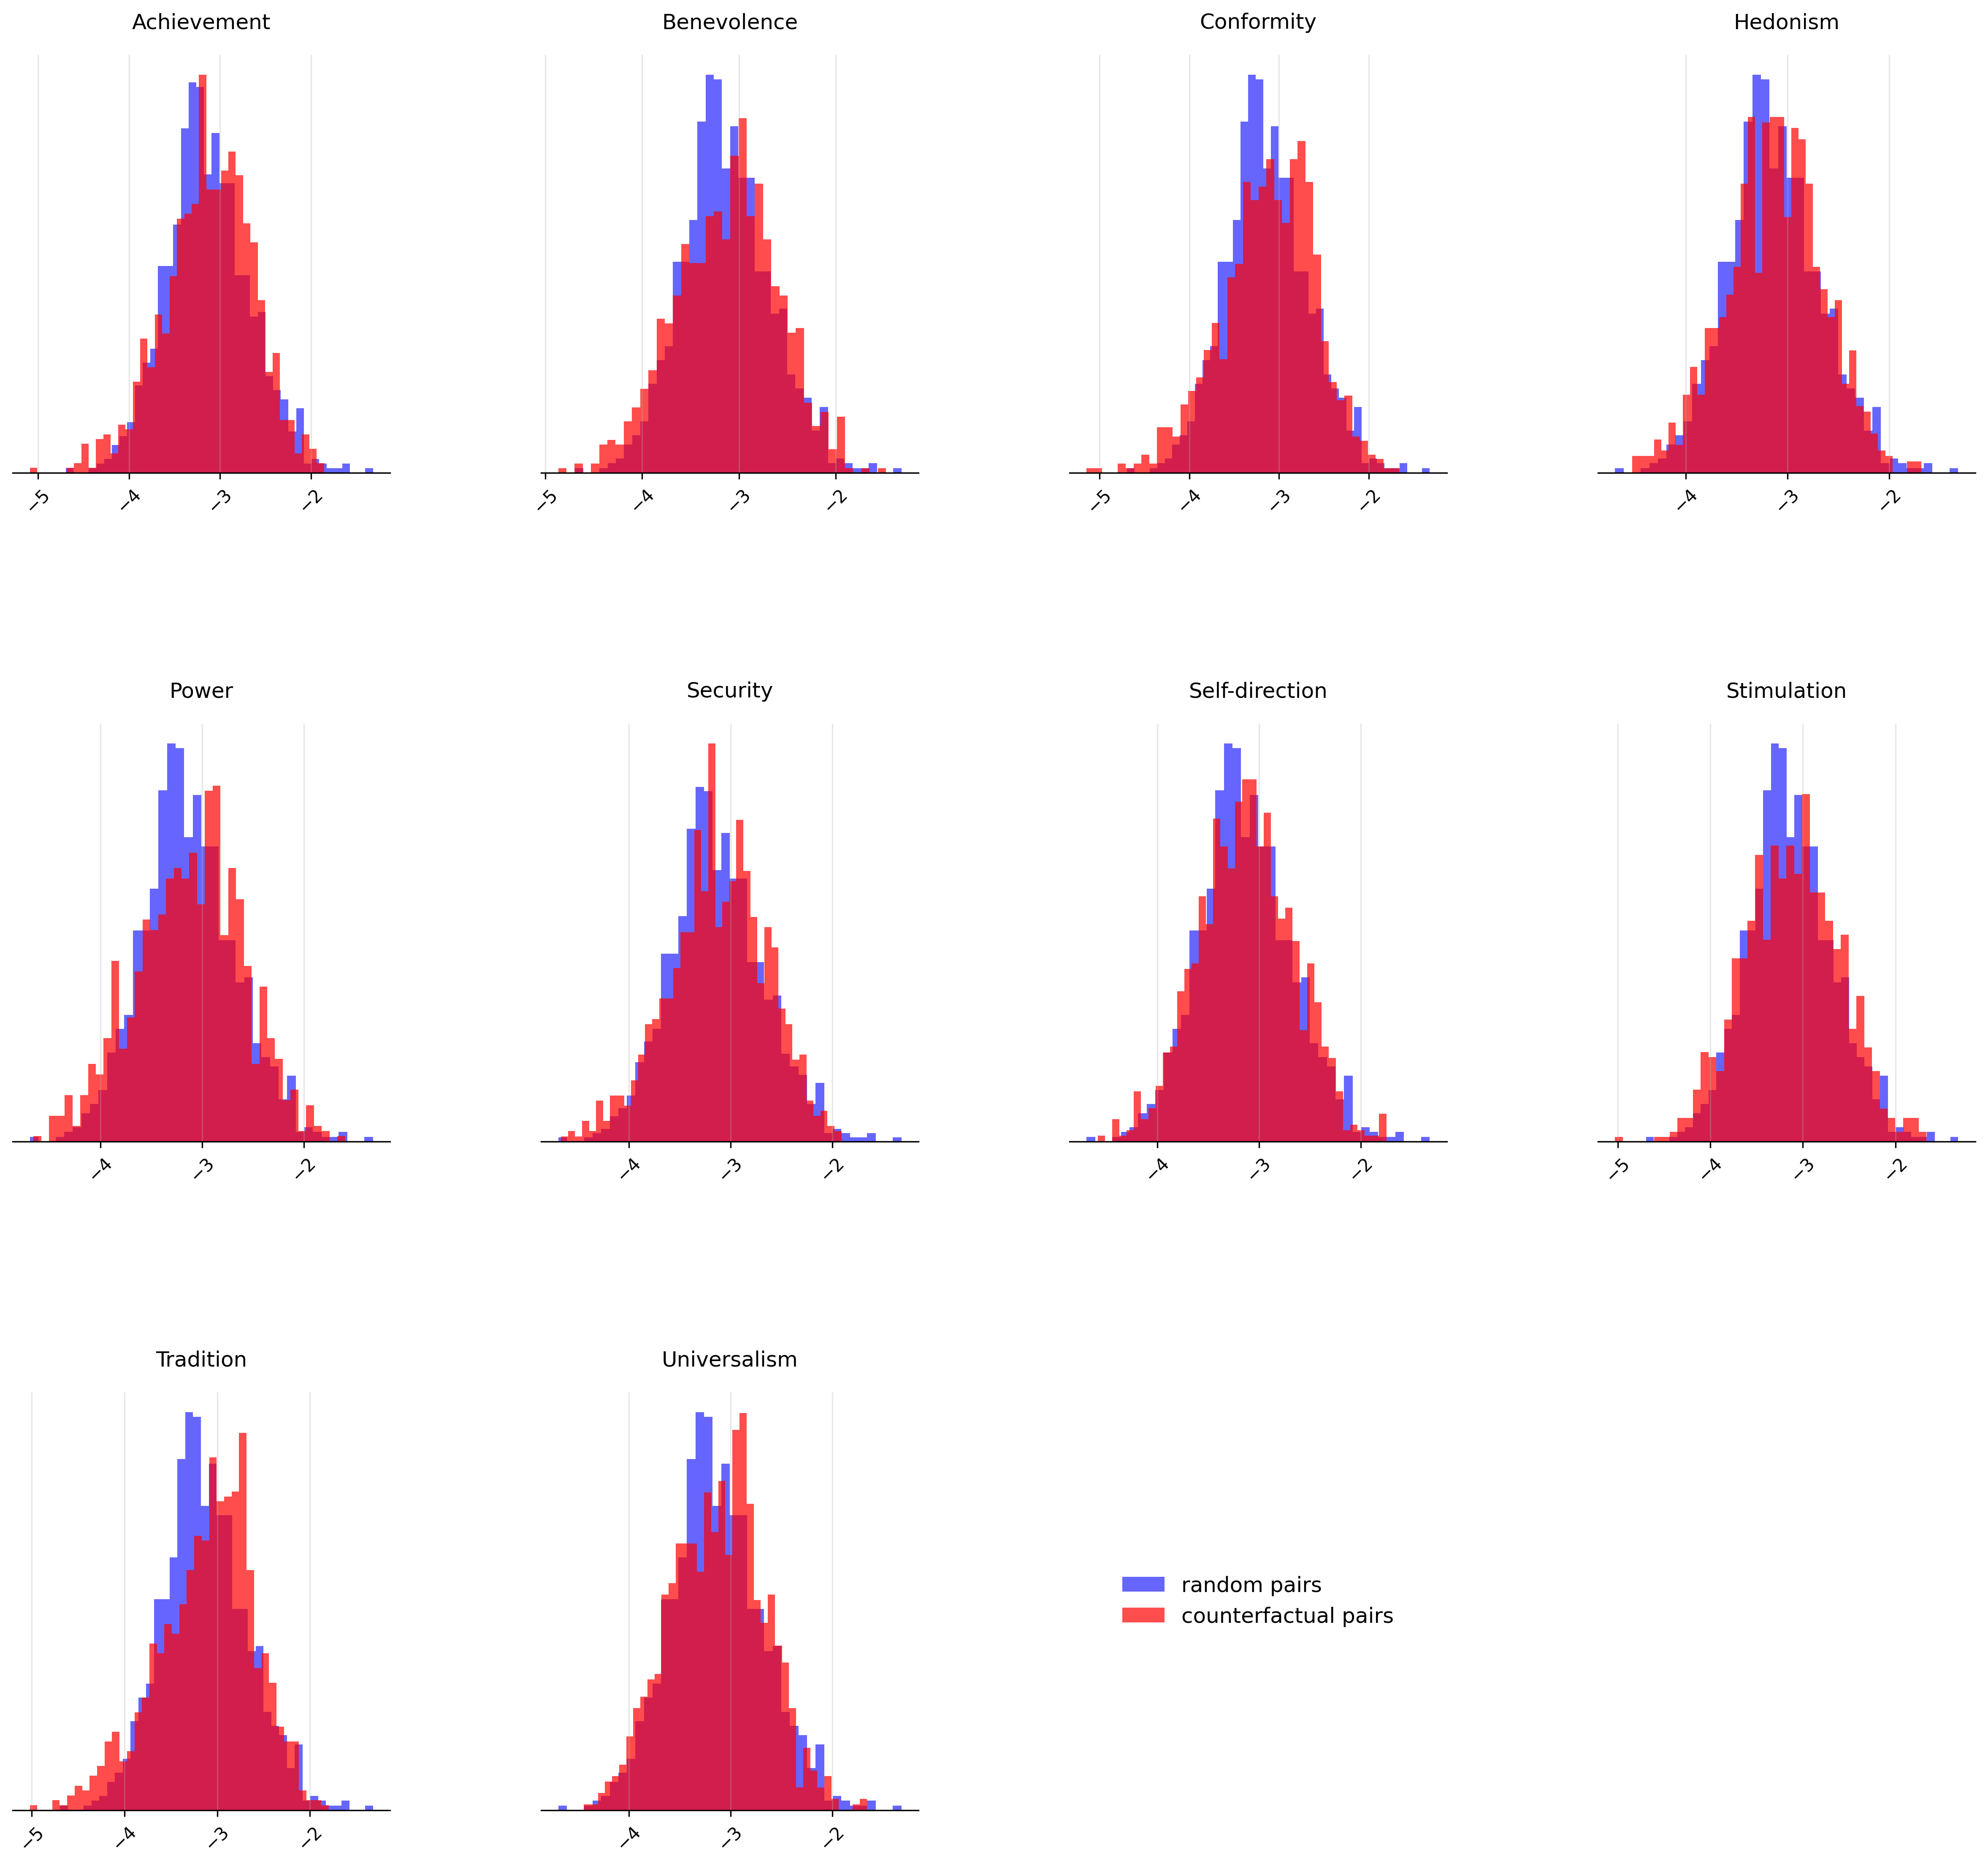 Achievement Benevolence Conformity Hedonism
−5 −4 −3 −2 −5 −4 −3 −2 −5 −4 −3 −2 −4 −3 −2
Power Security Self-direction Stimulation
−4 −3 −2 −4 −3 −2 −4 −3 −2 −5 −4 −3 −2
Tradition Universalism
random pairs
counterfactual pairs
−5 −4 −3 −2 −4 −3 −2